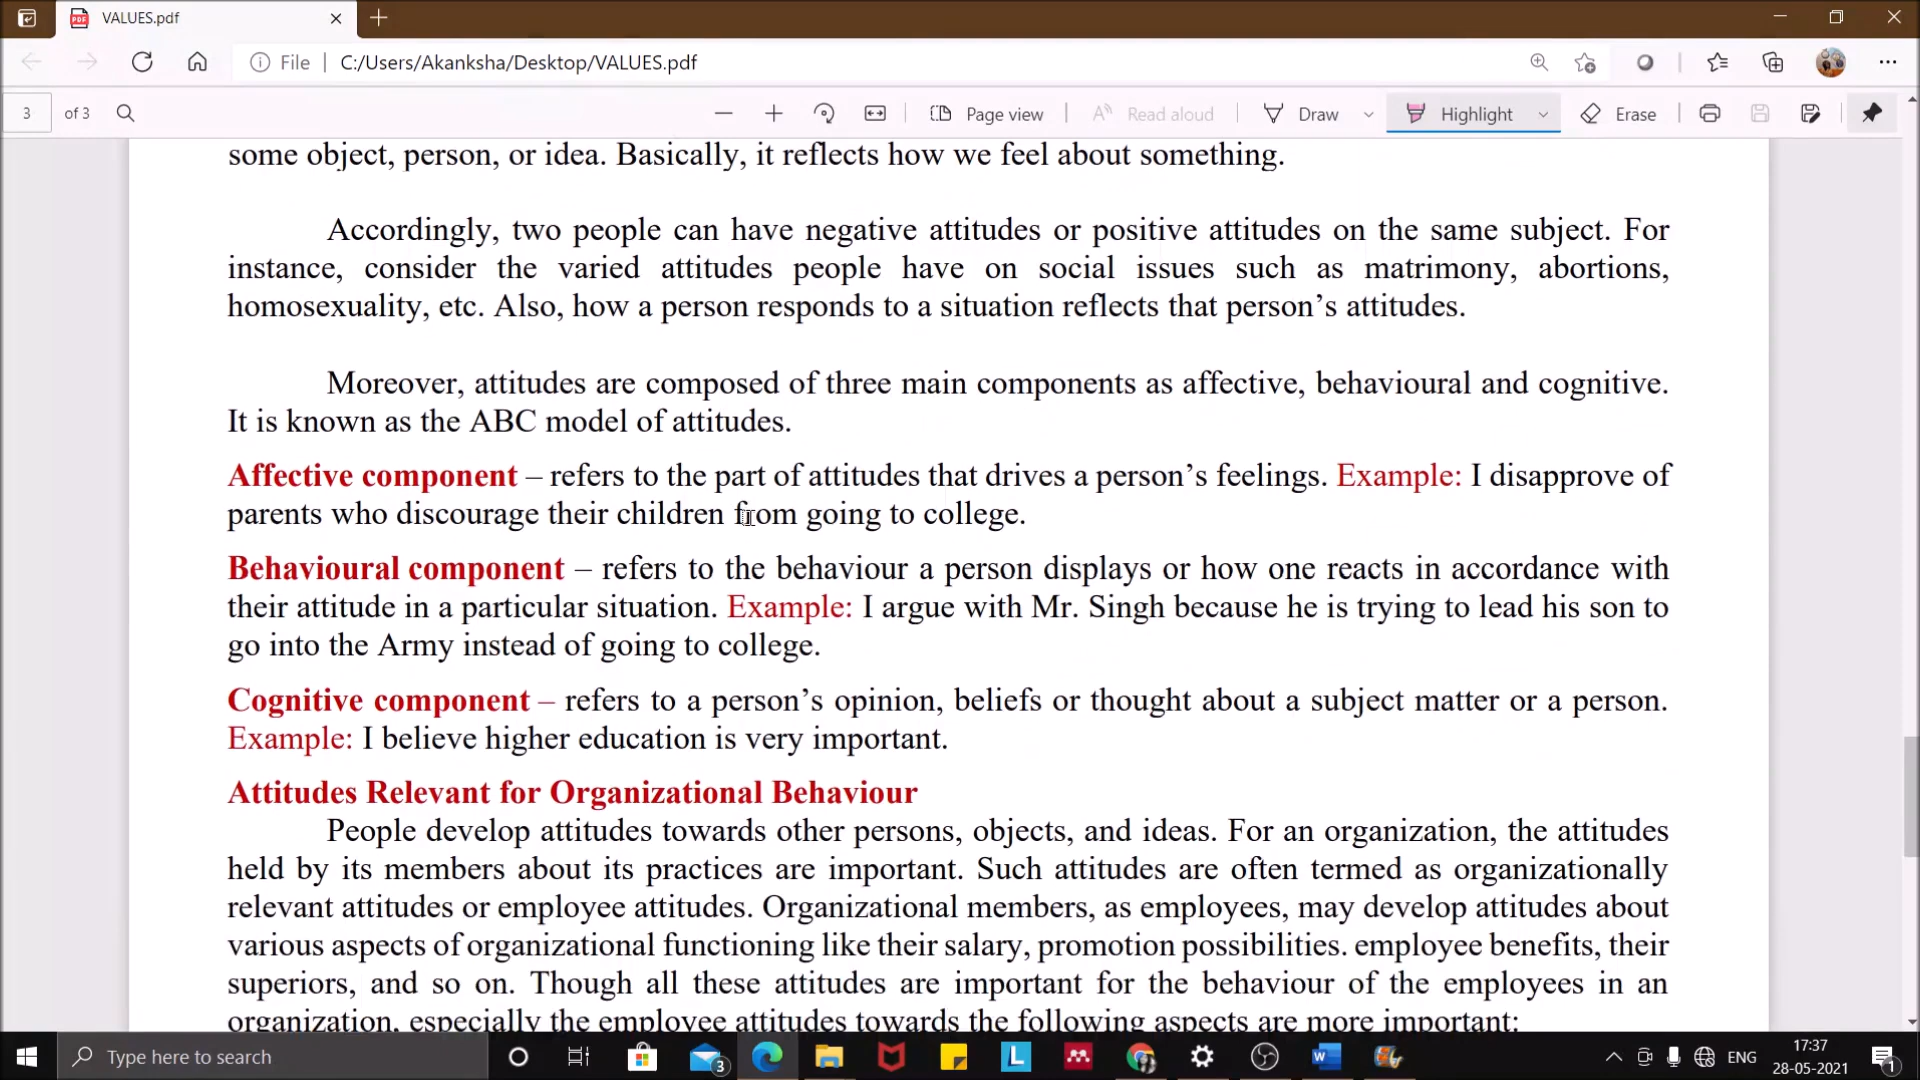 VALUES.pdf
File | C:/Users/Akanksha/Desktop/VALUES.pdf
3 of 3 Page view Read aloud Draw Highlight Erase
some object, person, or idea. Basically, it reflects how we feel about something.
Accordingly, two people can have negative attitudes or positive attitudes on the same subject. For
instance, consider the varied attitudes people have on social issues such as matrimony, abortions,
homosexuality, etc. Also, how a person responds to a situation reflects that person’s attitudes.
Moreover, attitudes are composed of three main components as affective, behavioural and cognitive.
It is known as the ABC model of attitudes.
Affective component – refers to the part of attitudes that drives a person’s feelings. Example: I disapprove of
parents who discourage their children from going to college.
Behavioural component – refers to the behaviour a person displays or how one reacts in accordance with
their attitude in a particular situation. Example: I argue with Mr. Singh because he is trying to lead his son to
go into the Army instead of going to college.
Cognitive component – refers to a person’s opinion, beliefs or thought about a subject matter or a person.
Example: I believe higher education is very important.
Attitudes Relevant for Organizational Behaviour
People develop attitudes towards other persons, objects, and ideas. For an organization, the attitudes
held by its members about its practices are important. Such attitudes are often termed as organizationally
relevant attitudes or employee attitudes. Organizational members, as employees, may develop attitudes about
various aspects of organizational functioning like their salary, promotion possibilities. employee benefits, their
superiors, and so on. Though all these attitudes are important for the behaviour of the employees in an
organization, especially the employee attitudes towards the following aspects are more important:
Type here to search 3 ENG 17:37
28-05-2021 1